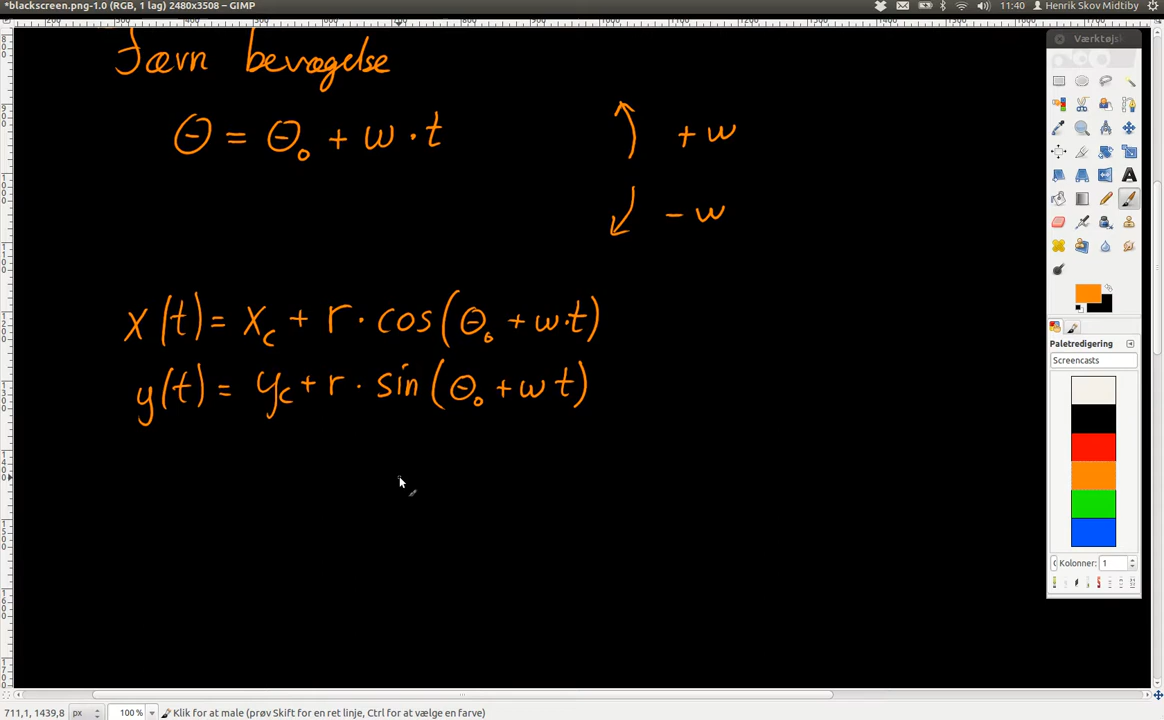 *blackscreen.png-1.0 (RGB, 1 lag) 2480x3508 – GIMP
11:40 Henrik Skov Midtiby
Jævn bevægelse
Θ = Θ₀ + w · t
+ w
- w
x(t) = x_c + r · cos(Θ₀ + w·t)
y(t) = y_c + r · sin(Θ₀ + w t)
Værktøjsk
Paletredigering
Screencasts
Kolonner: 1
711,1, 1439,8 px 100% Klik for at male (prøv Skift for en ret linje, Ctrl for at vælge en farve)